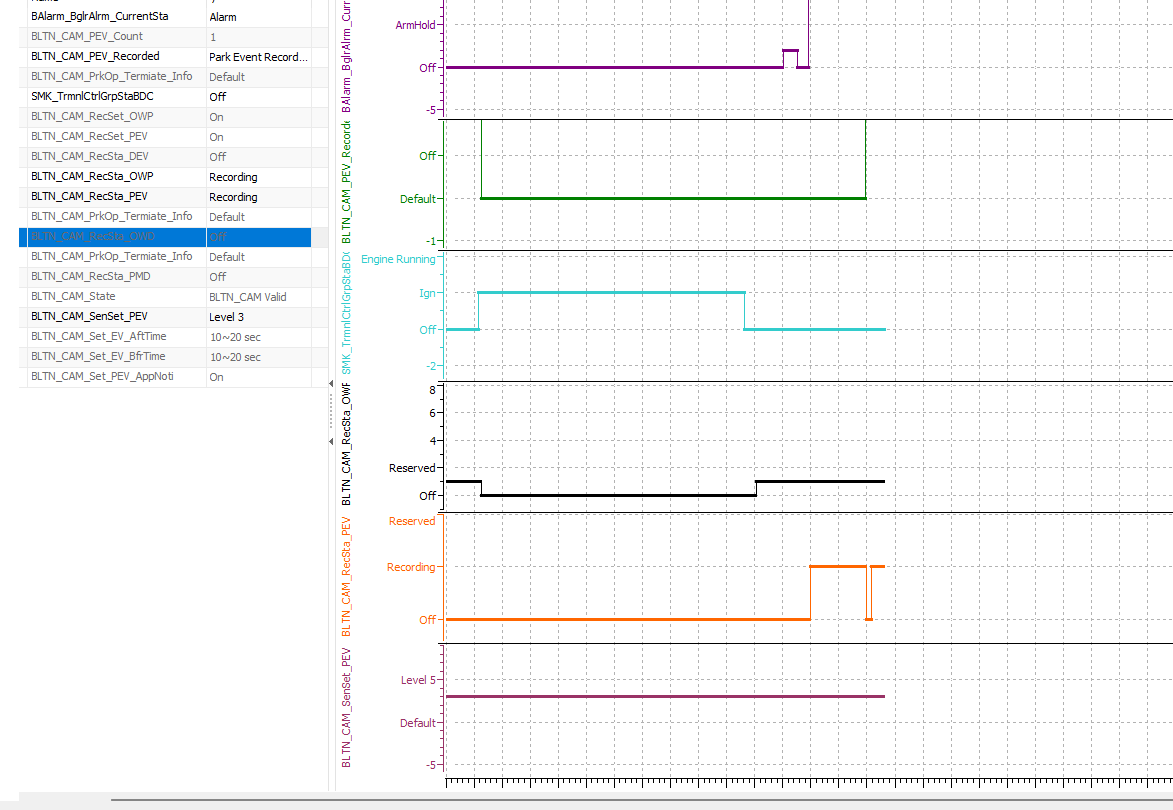 BAlarm_BglrAlrm_CurrentSta Alarm
BLTN_CAM_PEV_Count 1
BLTN_CAM_PEV_Recorded Park Event Record...
BLTN_CAM_PrkOp_Termiate_Info Default
SMK_TrmnlCtrlGrpStaBDC Off
BLTN_CAM_RecSet_OWP On
BLTN_CAM_RecSet_PEV On
BLTN_CAM_RecSta_DEV Off
BLTN_CAM_RecSta_OWP Recording
BLTN_CAM_RecSta_PEV Recording
BLTN_CAM_PrkOp_Termiate_Info Default
BLTN_CAM_RecSta_OWD Off
BLTN_CAM_PrkOp_Termiate_Info Default
BLTN_CAM_RecSta_PMD Off
BLTN_CAM_State BLTN_CAM Valid
BLTN_CAM_SenSet_PEV Level 3
BLTN_CAM_Set_EV_AftTime 10~20 sec
BLTN_CAM_Set_EV_BfrTime 10~20 sec
BLTN_CAM_Set_PEV_AppNoti On
BAlarm_BglrAlrm_Curr
ArmHold
Off
-5
BLTN_CAM_PEV_Recorde
Off
Default
-1
SMK_TrmnlCtrlGrpStaBDC
Engine Running
Ign
Off
-2
BLTN_CAM_RecSta_OWP
8
6
4
Reserved
Off
BLTN_CAM_RecSta_PEV
Reserved
Recording
Off
BLTN_CAM_SenSet_PEV
Level 5
Default
-5